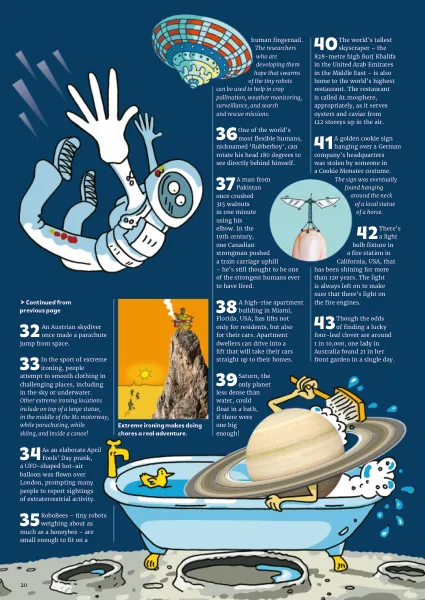 ➤ Continued from
previous page
32 An Austrian skydiver
once made a parachute
jump from space.
33 In the sport of extreme
ironing, people
attempt to smooth clothing in
challenging places, including
in the sky or underwater.
Other extreme ironing locations
include on top of a large statue,
in the middle of the M1 motorway,
while parachuting, while
skiing, and inside a canoe!
34 As an elaborate April
Fools' Day prank,
a UFO-shaped hot-air
balloon was flown over
London, prompting many
people to report sightings
of extraterrestrial activity.
35 RoboBees – tiny robots
weighing about as
much as a honeybee – are
small enough to fit on a
Extreme ironing makes doing
chores a real adventure.
human fingernail.
The researchers
who are
developing them
hope that swarms
of the tiny robots
can be used to help in crop
pollination, weather monitoring,
surveillance, and search
and rescue missions.
36 One of the world's
most flexible humans,
nicknamed 'Rubberboy', can
rotate his head 180 degrees to
see directly behind himself.
37 A man from
Pakistan
once crushed
315 walnuts
in one minute
using his
elbow. In the
19th century,
one Canadian
strongman pushed
a train carriage uphill
– he's still thought to be one
of the strongest humans ever
to have lived.
38 A high-rise apartment
building in Miami,
Florida, USA, has lifts not
only for residents, but also
for their cars. Apartment
dwellers can drive into a
lift that will take their cars
straight up to their homes.
39 Saturn, the
only planet
less dense
than water,
could
float in a bath,
if there were
one big
enough!
40 The world's tallest
skyscraper – the
828-metre high Burj Khalifa
in the United Arab Emirates
in the Middle East – is also
home to the world's highest
restaurant. The restaurant
is called At.mosphere,
appropriately, as it serves
oysters and caviar from
122 storeys up in the air.
41 A golden cookie sign
hanging over a German
company's headquarters
was stolen by someone in
a Cookie Monster costume.
The sign was eventually
found hanging
around the neck
of a local statue
of a horse.
42 There's
a light
bulb fixture in
a fire station in
California, USA, that
has been shining for more
than 120 years. The light
is always left on to make
sure that there's light on
the fire engines.
43 Though the odds
of finding a lucky
four-leaf clover are around
1 in 10,000, one lady in
Australia found 21 in her
front garden in a single day.
20